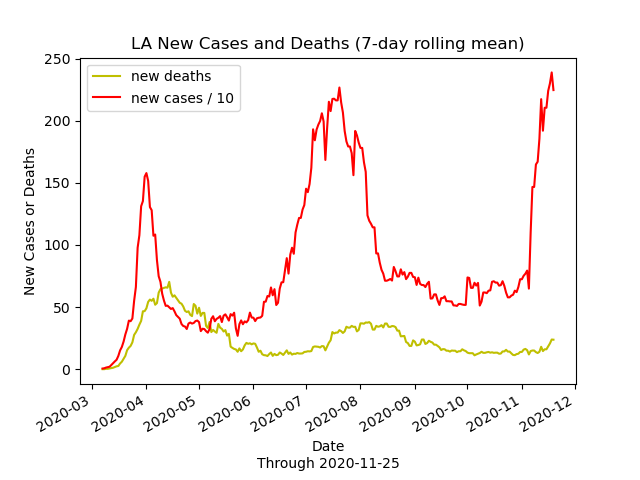 LA New Cases and Deaths (7-day rolling mean)
new deaths
new cases / 10
New Cases or Deaths
250
200
150
100
50
0
2020-03
2020-04
2020-05
2020-06
2020-07
2020-08
2020-09
2020-10
2020-11
2020-12
Date
Through 2020-11-25